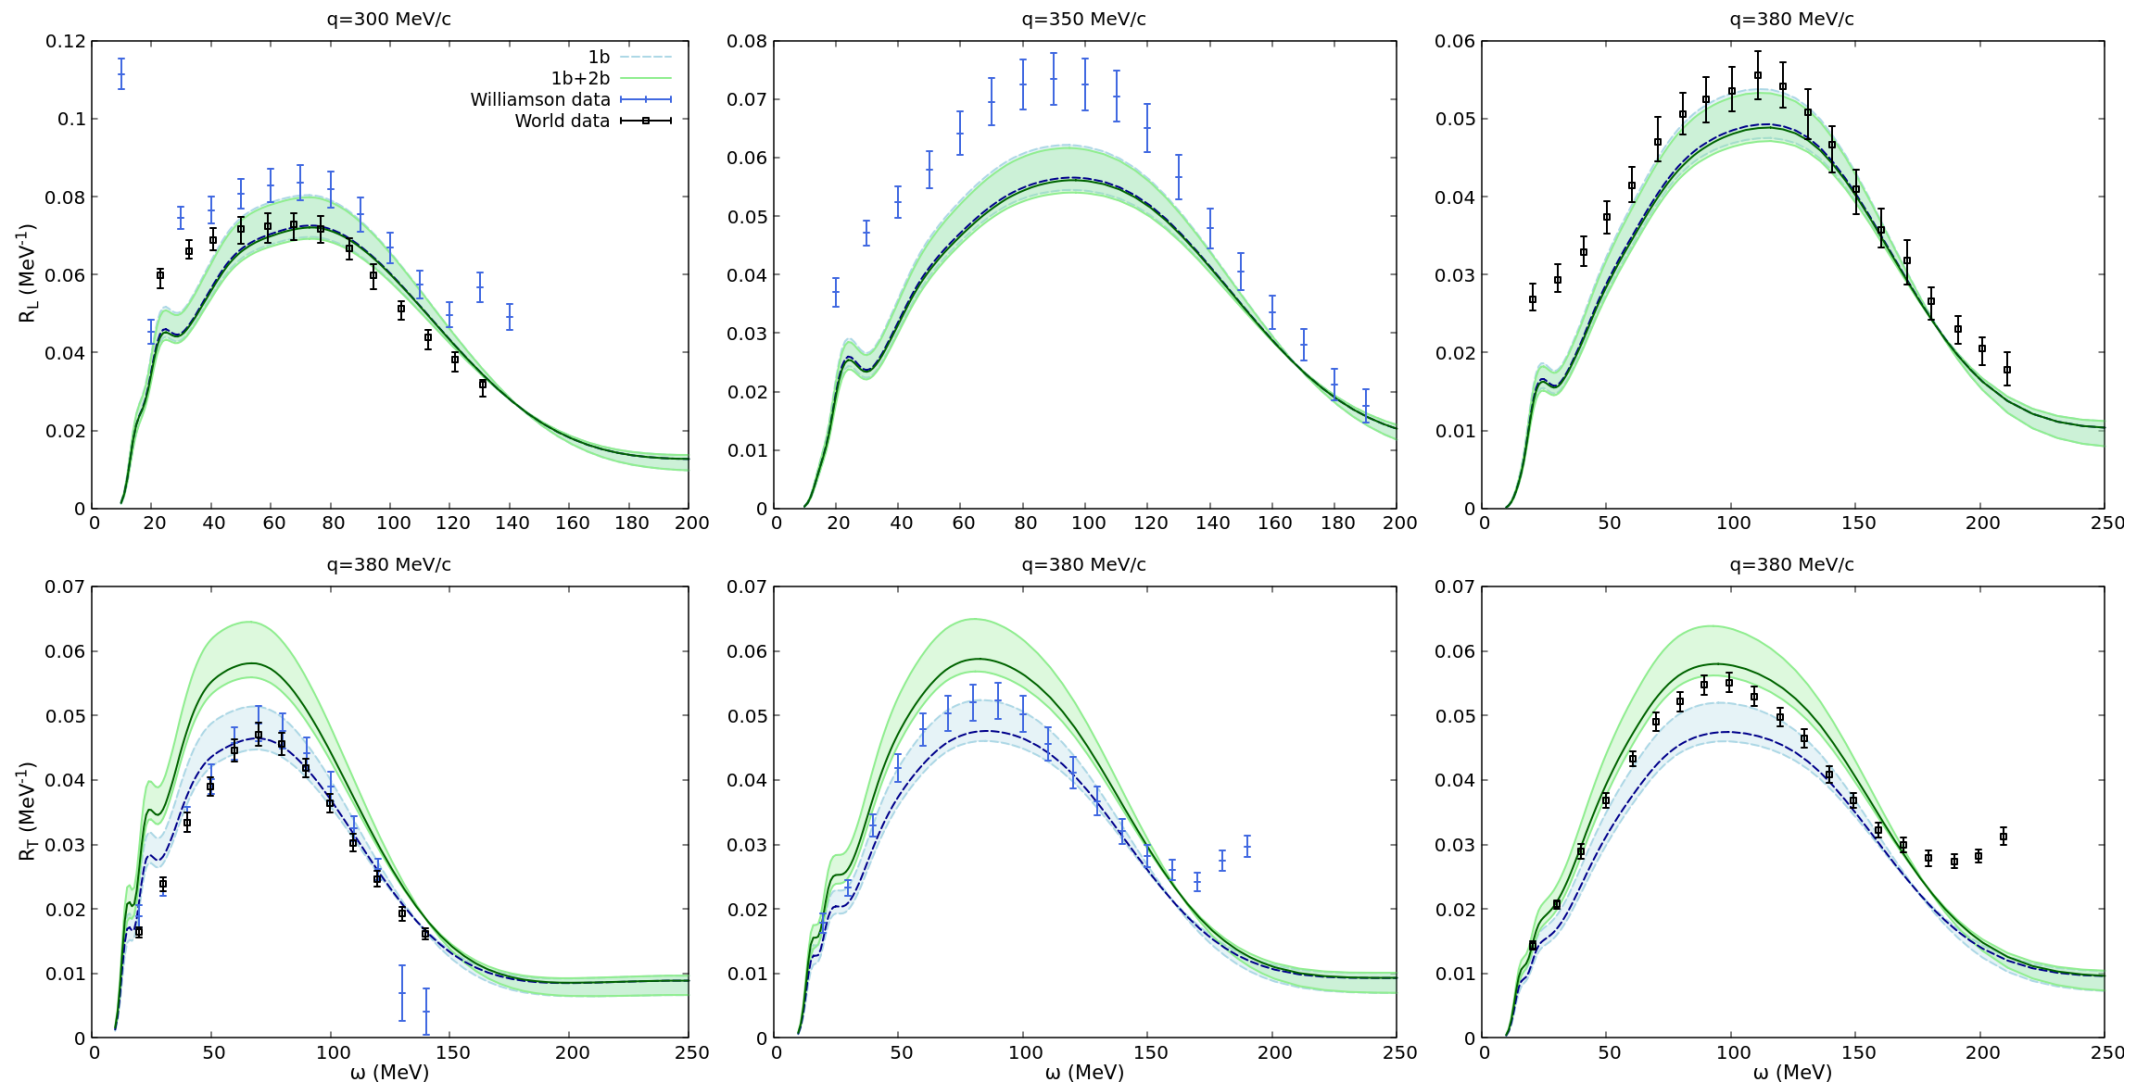 q=300 MeV/c
q=350 MeV/c
q=380 MeV/c
0.12
0.1
0.08
0.06
0.04
0.02
0
R_L (MeV^-1)
1b
1b+2b
Williamson data
World data
0 20 40 60 80 100 120 140 160 180 200
0.08
0.07
0.06
0.05
0.04
0.03
0.02
0.01
0
0 20 40 60 80 100 120 140 160 180 200
0.06
0.05
0.04
0.03
0.02
0.01
0
0 50 100 150 200 250
q=380 MeV/c
q=380 MeV/c
q=380 MeV/c
0.07
0.06
0.05
0.04
0.03
0.02
0.01
0
R_T (MeV^-1)
0 50 100 150 200 250
ω (MeV)
0.07
0.06
0.05
0.04
0.03
0.02
0.01
0
0 50 100 150 200 250
ω (MeV)
0.07
0.06
0.05
0.04
0.03
0.02
0.01
0
0 50 100 150 200 250
ω (MeV)